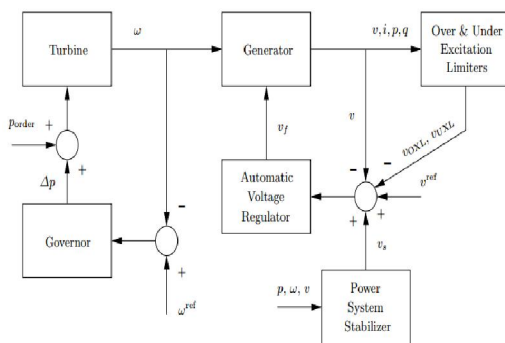 Turbine
ω
Generator
v, i, p, q
Over & Under
Excitation
Limiters
p_order
+
+
Δp
v_f
v
v_OXL, v_UXL
−
−
Automatic
Voltage
Regulator
v^ref
+
+
Governor
−
+
ω^ref
v_s
p, ω, v
Power
System
Stabilizer